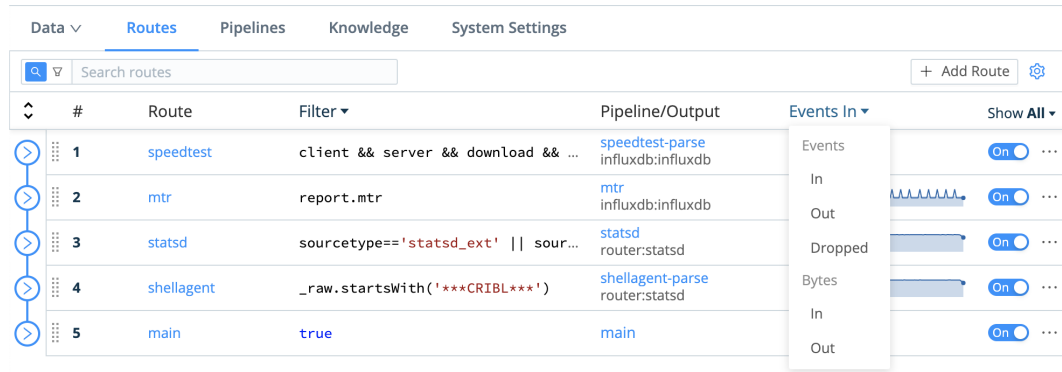 Data Routes Pipelines Knowledge System Settings
Search routes + Add Route
# Route Filter Pipeline/Output Events In Show All
1 speedtest client && server && download && ... speedtest-parse On ...
influxdb:influxdb
2 mtr report.mtr mtr On ...
influxdb:influxdb
3 statsd sourcetype=='statsd_ext' || sour... statsd On ...
router:statsd
4 shellagent _raw.startsWith('***CRIBL***') shellagent-parse On ...
router:statsd
5 main true main On ...
Events
In
Out
Dropped
Bytes
In
Out